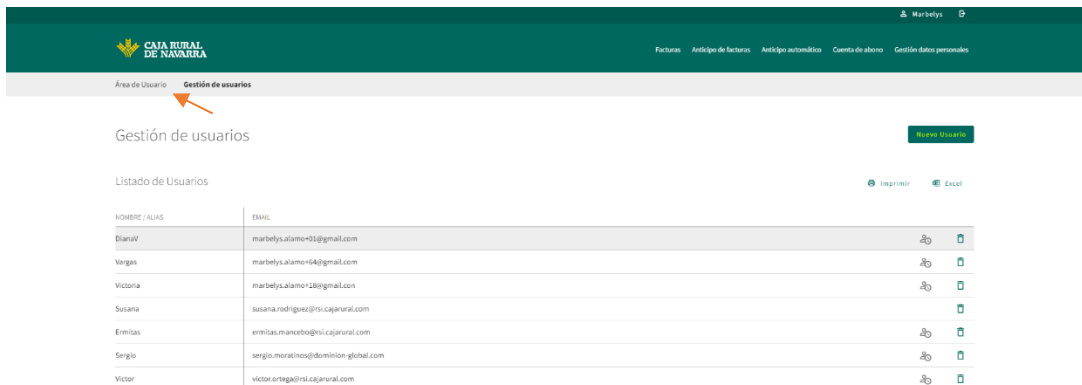 Marbelys
CAJA RURAL
DE NAVARRA
Facturas Anticipo de facturas Anticipo automático Cuenta de abono Gestión datos personales
Área de Usuario Gestión de usuarios
Gestión de usuarios
Nuevo Usuario
Listado de Usuarios
Imprimir Excel
NOMBRE / ALIAS EMAIL
DianaV marbelys.alamo+01@gmail.com
Vargas marbelys.alamo+64@gmail.com
Victoria marbelys.alamo+18@gmail.con
Susana susana.rodriguez@rsi.cajarural.com
Ermitas ermitas.mancebo@rsi.cajarural.com
Sergio sergio.moratinos@dominion-global.com
Victor victor.ortega@rsi.cajarural.com